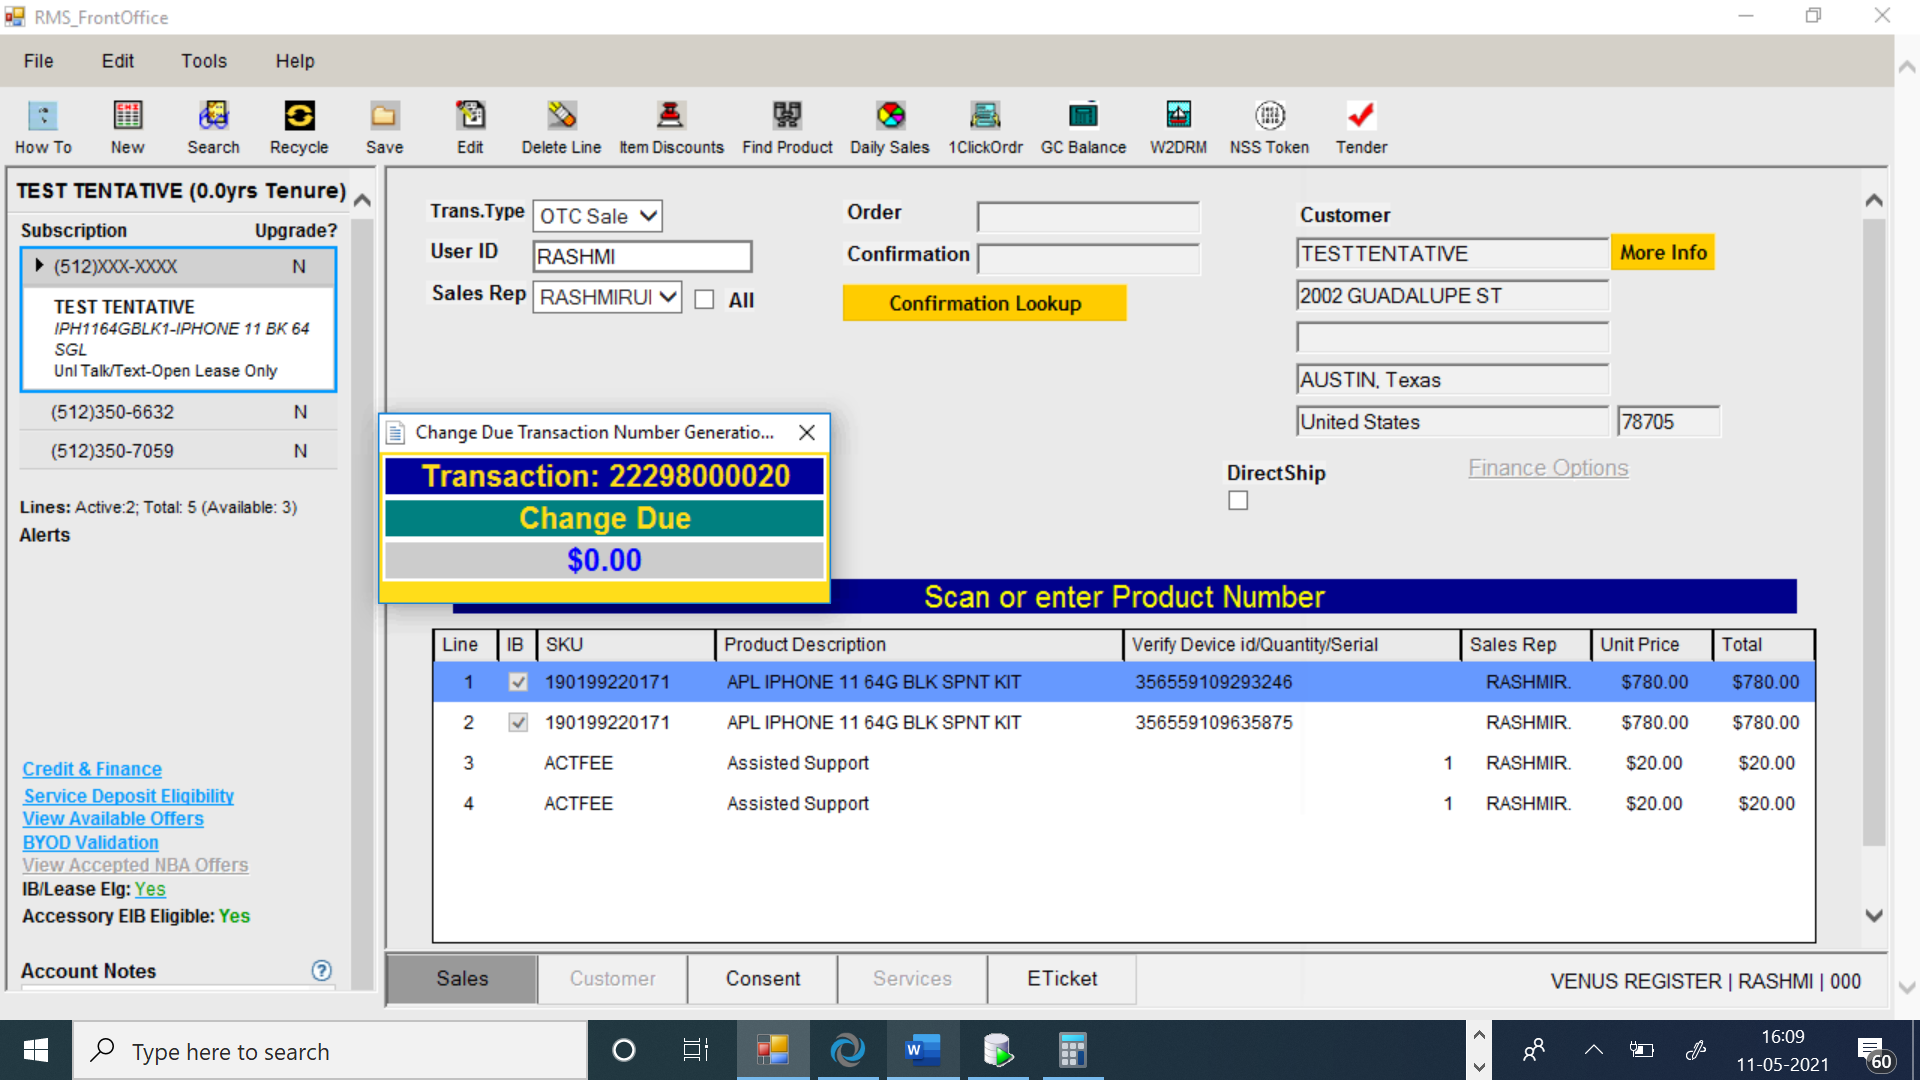 RMS_FrontOffice
File Edit Tools Help
How To New Search Recycle Save Edit Delete Line Item Discounts Find Product Daily Sales 1ClickOrdr GC Balance W2DRM NSS Token Tender
TEST TENTATIVE (0.0yrs Tenure)
Subscription Upgrade?
(512)XXX-XXXX N
TEST TENTATIVE
IPH1164GBLK1-IPHONE 11 BK 64
SGL
Unl Talk/Text-Open Lease Only
(512)350-6632 N
(512)350-7059 N
Lines: Active:2; Total: 5 (Available: 3)
Alerts
Credit & Finance
Service Deposit Eligibility
View Available Offers
BYOD Validation
View Accepted NBA Offers
IB/Lease Elg: Yes
Accessory EIB Eligible: Yes
Account Notes ?
Trans.Type OTC Sale
User ID RASHMI
Sales Rep RASHMIRUI All
Order
Confirmation
Confirmation Lookup
Customer
TESTTENTATIVE More Info
2002 GUADALUPE ST
AUSTIN, Texas
United States 78705
DirectShip
Finance Options
Change Due Transaction Number Generatio...
Transaction: 22298000020
Change Due
$0.00
Scan or enter Product Number
Line IB SKU Product Description Verify Device id/Quantity/Serial Sales Rep Unit Price Total
1 190199220171 APL IPHONE 11 64G BLK SPNT KIT 356559109293246 RASHMIR. $780.00 $780.00
2 190199220171 APL IPHONE 11 64G BLK SPNT KIT 356559109635875 RASHMIR. $780.00 $780.00
3 ACTFEE Assisted Support 1 RASHMIR. $20.00 $20.00
4 ACTFEE Assisted Support 1 RASHMIR. $20.00 $20.00
Sales Customer Consent Services ETicket
VENUS REGISTER | RASHMI | 000
Type here to search
W
16:09
11-05-2021
60